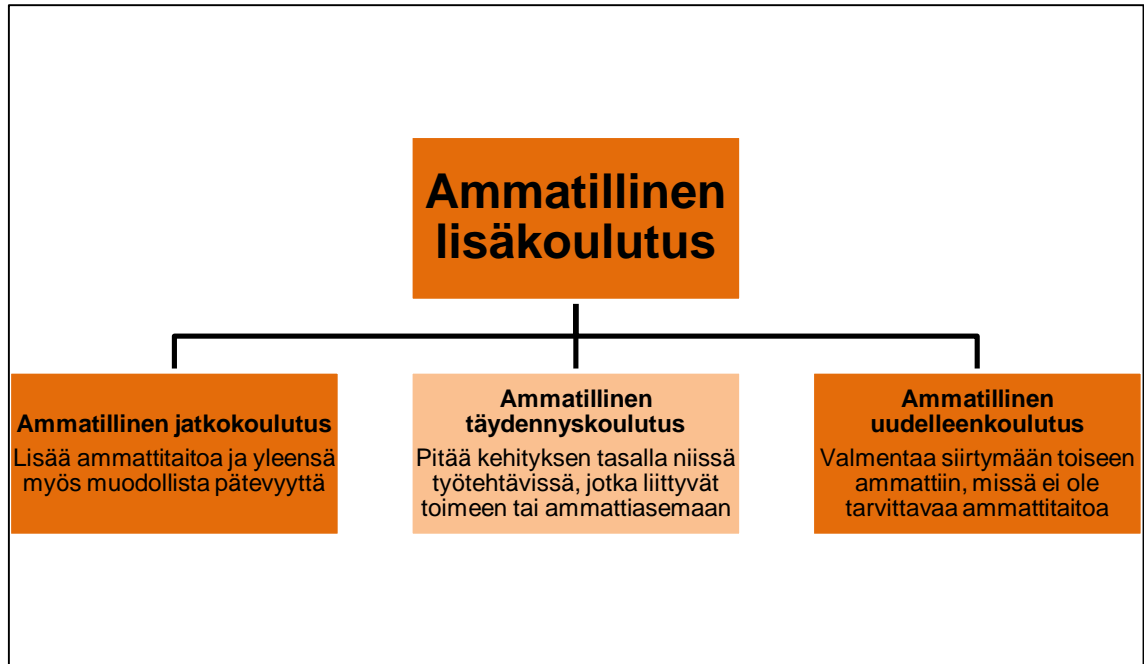 Ammatillinen
lisäkoulutus
Ammatillinen jatkokoulutus
Lisää ammattitaitoa ja yleensä
myös muodollista pätevyyttä
Ammatillinen
täydennyskoulutus
Pitää kehityksen tasalla niissä
työtehtävissä, jotka liittyvät
toimeen tai ammattiasemaan
Ammatillinen
uudelleenkoulutus
Valmentaa siirtymään toiseen
ammattiin, missä ei ole
tarvittavaa ammattitaitoa